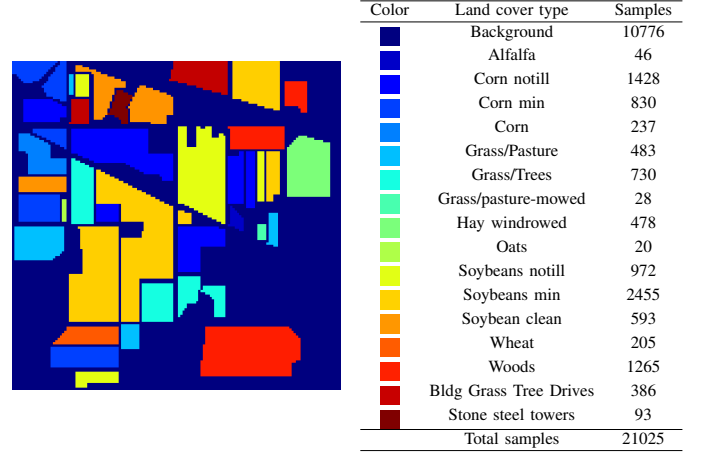 Color Land cover type Samples
Background 10776
Alfalfa 46
Corn notill 1428
Corn min 830
Corn 237
Grass/Pasture 483
Grass/Trees 730
Grass/pasture-mowed 28
Hay windrowed 478
Oats 20
Soybeans notill 972
Soybeans min 2455
Soybean clean 593
Wheat 205
Woods 1265
Bldg Grass Tree Drives 386
Stone steel towers 93
Total samples 21025